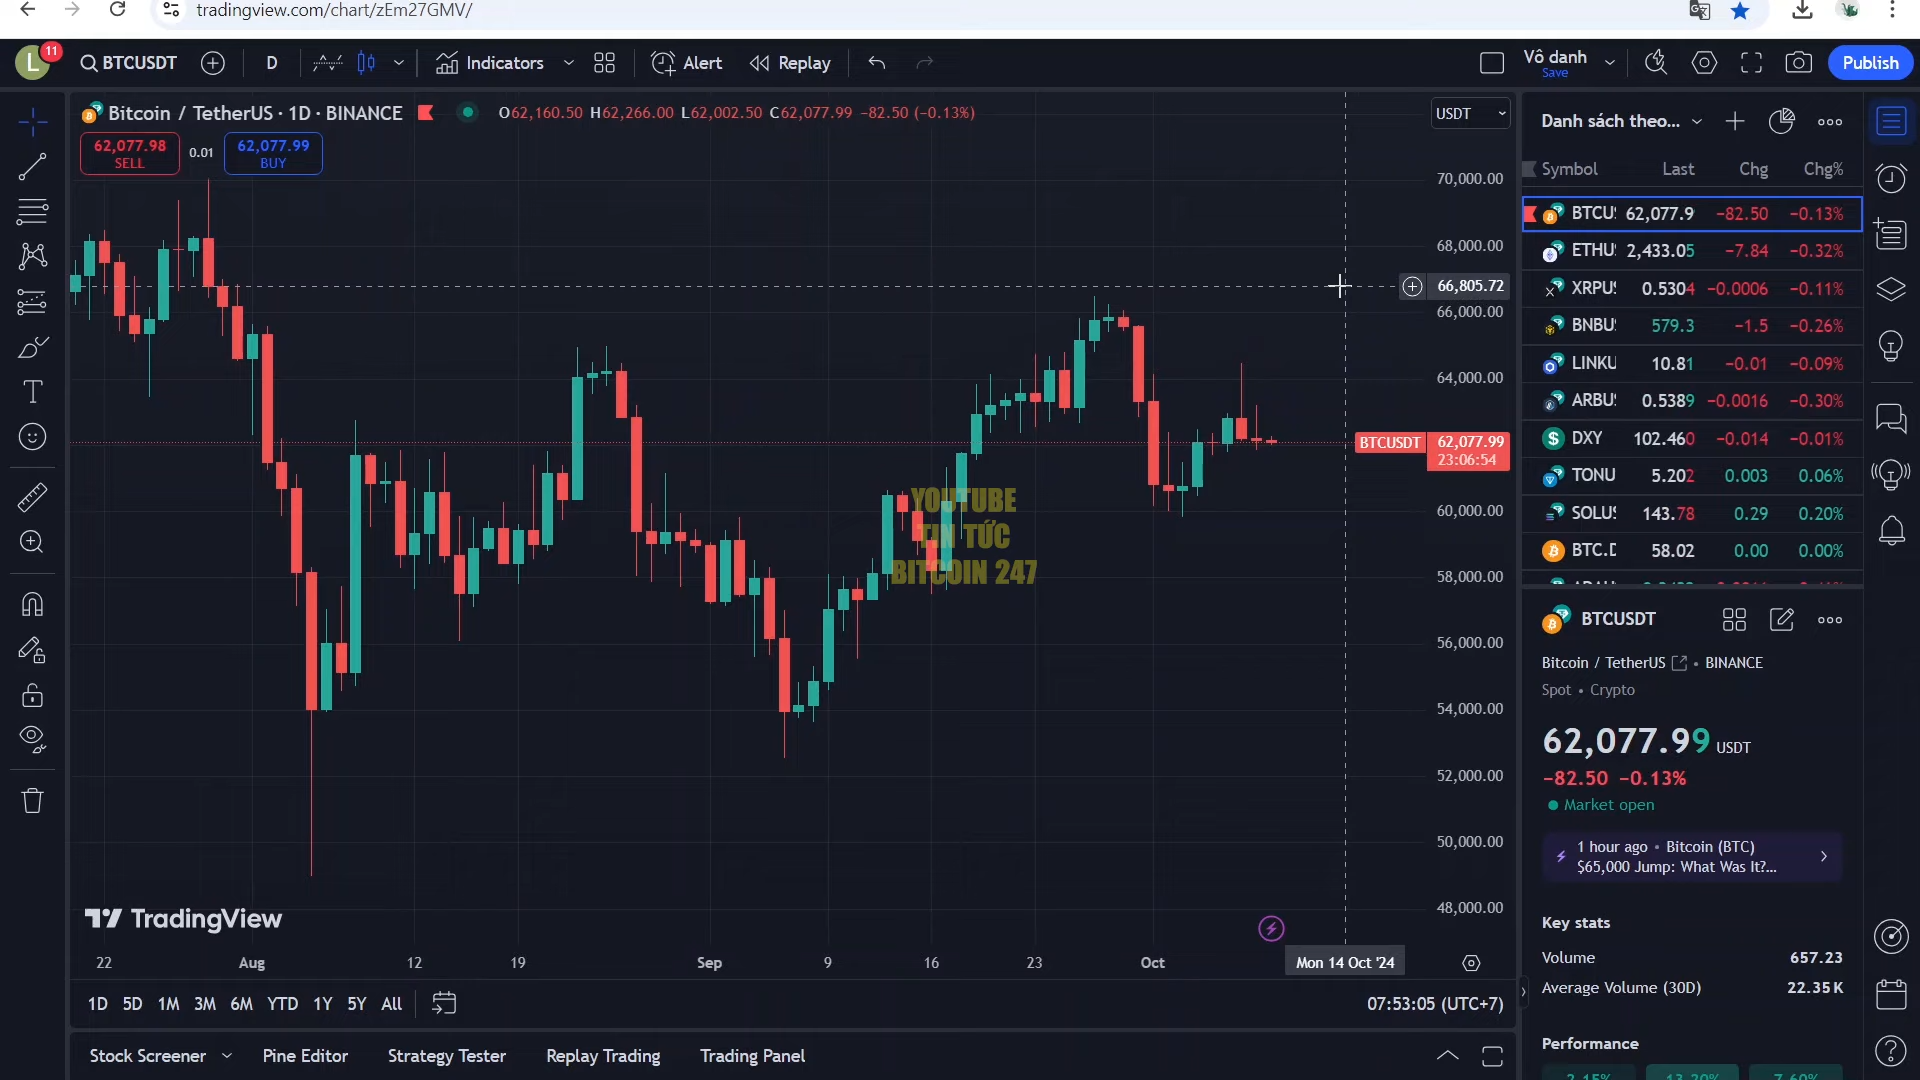 tradingview.com/chart/zEm27GMV/
L 11 BTCUSDT D Indicators Alert Replay Vô danh Save Publish
Bitcoin / TetherUS · 1D · BINANCE O62,160.50 H62,266.00 L62,002.50 C62,077.99 −82.50 (−0.13%)
62,077.98 SELL 0.01 62,077.99 BUY
USDT
70,000.00
68,000.00
66,805.72
66,000.00
64,000.00
BTCUSDT 62,077.99
23:06:54
60,000.00
58,000.00
56,000.00
54,000.00
52,000.00
50,000.00
48,000.00
YOUTUBE
TIN TỨC
BITCOIN 247
TradingView
22 Aug 12 19 Sep 9 16 23 Oct Mon 14 Oct '24
1D 5D 1M 3M 6M YTD 1Y 5Y All 07:53:05 (UTC+7)
Stock Screener Pine Editor Strategy Tester Replay Trading Trading Panel
Danh sách theo...
Symbol Last Chg Chg%
BTCU 62,077.9 −82.50 −0.13%
ETHU 2,433.05 −7.84 −0.32%
XRPU 0.5304 −0.0006 −0.11%
BNBU 579.3 −1.5 −0.26%
LINKU 10.81 −0.01 −0.09%
ARBU 0.5389 −0.0016 −0.30%
DXY 102.460 −0.014 −0.01%
TONU 5.202 0.003 0.06%
SOLU 143.78 0.29 0.20%
BTC.D 58.02 0.00 0.00%
BTCUSDT
Bitcoin / TetherUS • BINANCE
Spot • Crypto
62,077.99 USDT
−82.50 −0.13%
Market open
1 hour ago • Bitcoin (BTC)
$65,000 Jump: What Was It?...
Key stats
Volume 657.23
Average Volume (30D) 22.35K
Performance